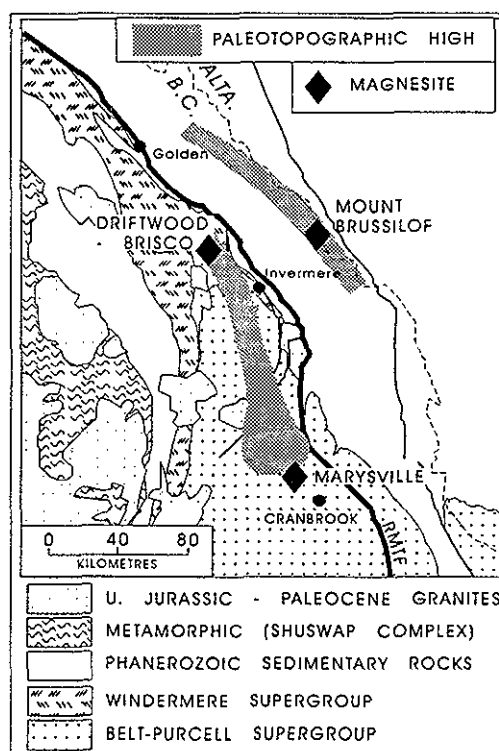 PALEOTOPOGRAPHIC HIGH
MAGNESITE
ALTA.
B.C.
Golden
DRIFTWOOD
BRISCO
MOUNT
BRUSSILOF
Invermere
MARYSVILLE
CRANBROOK
RMTF
0 40 80
KILOMETRES
U. JURASSIC - PALEOCENE GRANITES
METAMORPHIC (SHUSWAP COMPLEX)
PHANEROZOIC SEDIMENTARY ROCKS
WINDERMERE SUPERGROUP
BELT-PURCELL SUPERGROUP